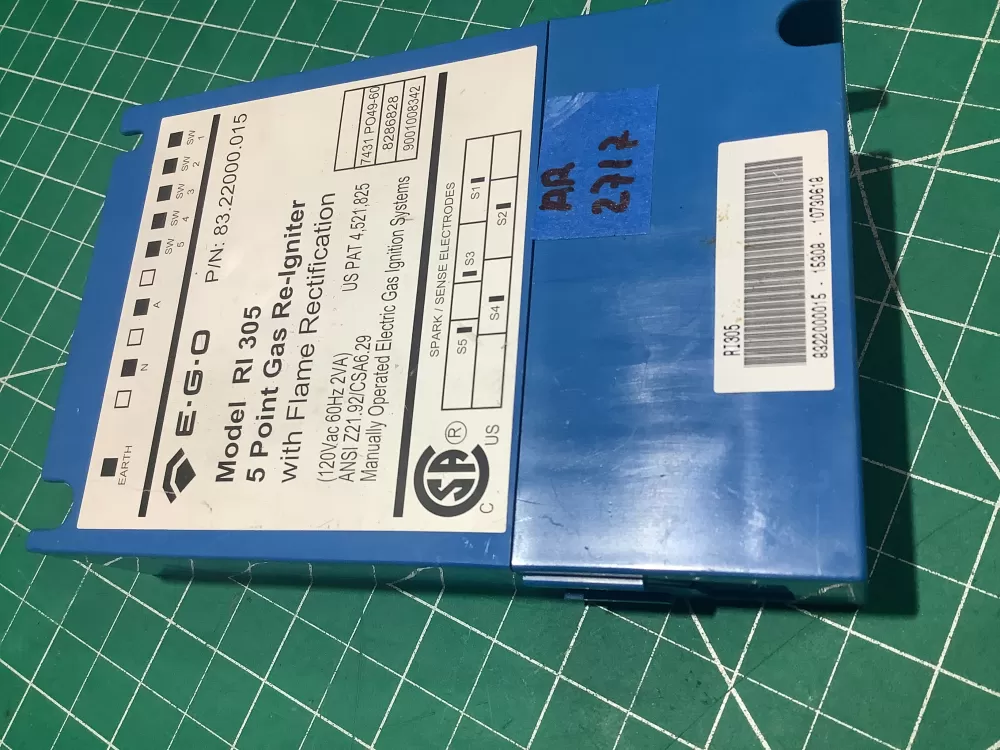 SW 5 SW 4 SW 3 SW 2 SW 1
EARTH N A
E·G·O P/N: 83.22000.015
Model RI 305
5 Point Gas Re-Igniter
with Flame Rectification
7431 PO49-60
8286828
9001008342
(120Vac 60Hz 2VA) US PAT 4,521,825
ANSI Z21.92/CSA6.29
Manually Operated Electric Gas Ignition Systems
SPARK / SENSE ELECTRODES
S5 S3 S1
S4 S2
SA ®
C US
AR
2717
RI305
8322000015 - 15308 - 10730618